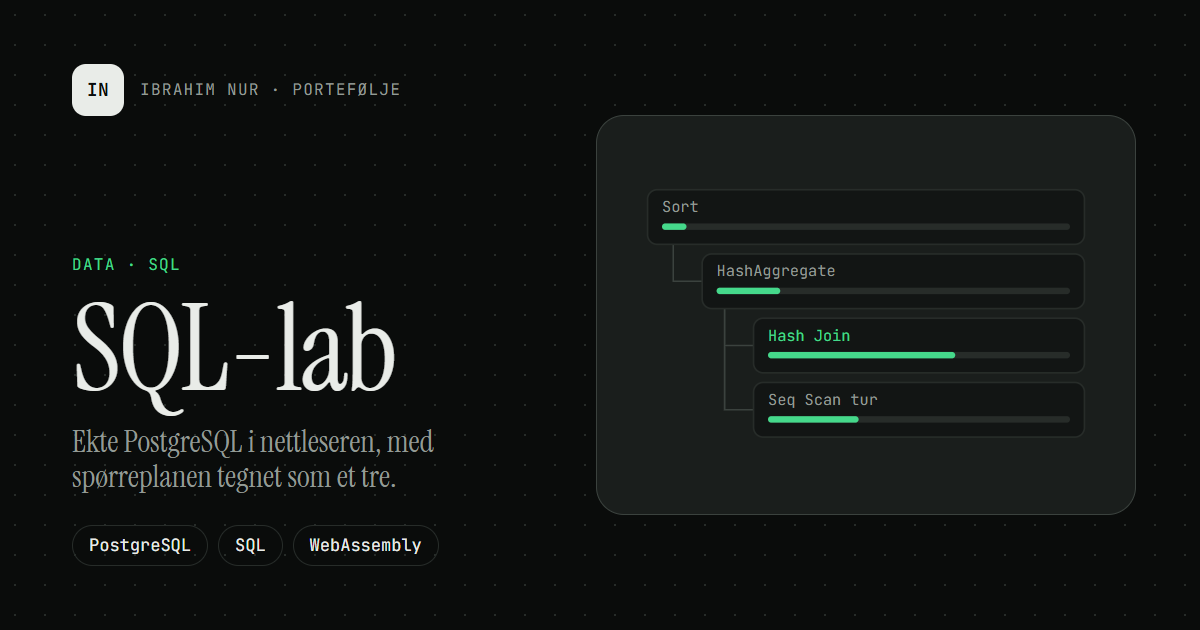 IN
IBRAHIM NUR · PORTEFØLJE
DATA · SQL
SQL-lab
Ekte PostgreSQL i nettleseren, med
spørreplanen tegnet som et tre.
PostgreSQL
SQL
WebAssembly
Sort
HashAggregate
Hash Join
Seq Scan tur